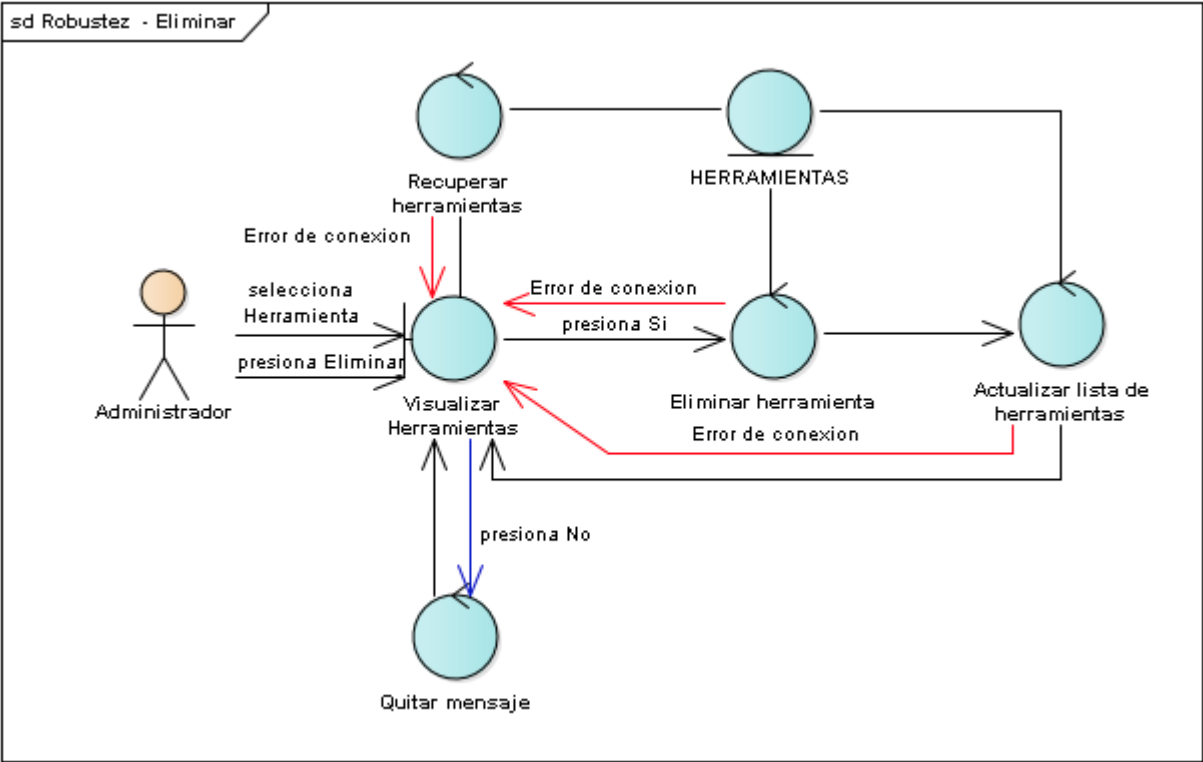 sd Robustez - Eliminar
Recuperar
herramientas
HERRAMIENTAS
Error de conexion
selecciona
Herramienta
Error de conexion
presiona Si
presiona Eliminar
Administrador
Visualizar
Herramientas
Eliminar herramienta
Actualizar lista de
herramientas
Error de conexion
presiona No
Quitar mensaje